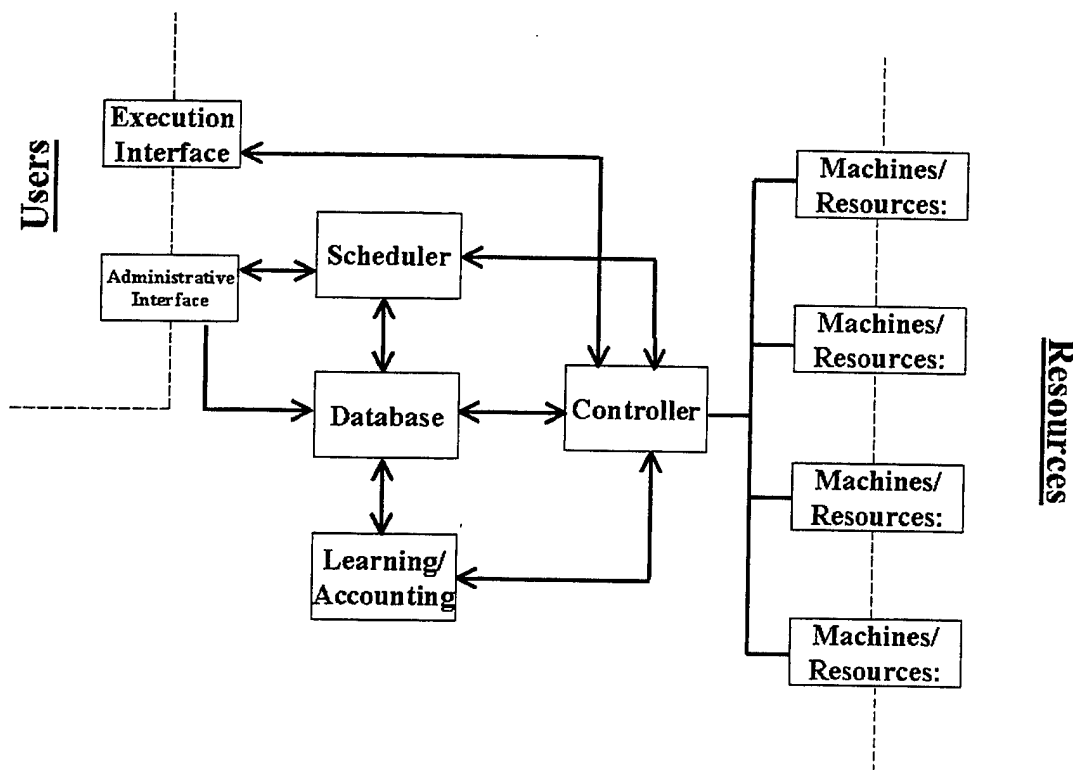 Users
Execution
Interface
Administrative
Interface
Scheduler
Database
Learning/
Accounting
Controller
Machines/
Resources:
Machines/
Resources:
Machines/
Resources:
Machines/
Resources:
Resources